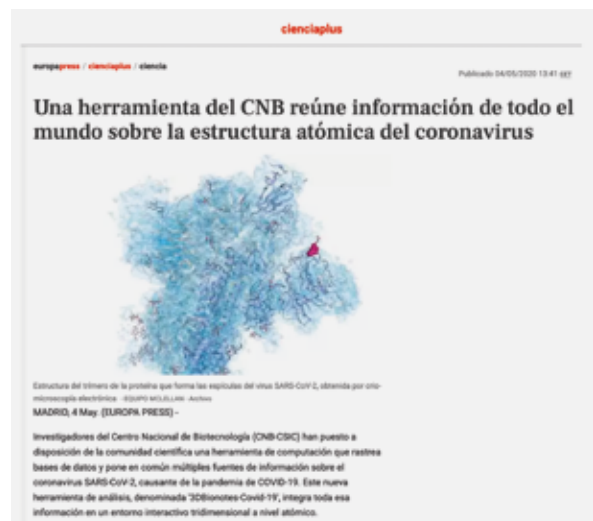 cienciaplus
europapress / cienciaplus / ciencia
Publicado 04/05/2020 13:41 CET
Una herramienta del CNB reúne información de todo el
mundo sobre la estructura atómica del coronavirus
Estructura del trímero de la proteína que forma las espículas del virus SARS-CoV-2, obtenida por crio-
microscopía electrónica - EQUIPO MCLELLAN - Archivo
MADRID, 4 May. (EUROPA PRESS) -
Investigadores del Centro Nacional de Biotecnología (CNB-CSIC) han puesto a
disposición de la comunidad científica una herramienta de computación que rastrea
bases de datos y pone en común múltiples fuentes de información sobre el
coronavirus SARS-CoV-2, causante de la pandemia de COVID-19. Este nueva
herramienta de análisis, denominada '3DBionotes-Covid-19', integra toda esa
información en un entorno interactivo tridimensional a nivel atómico.